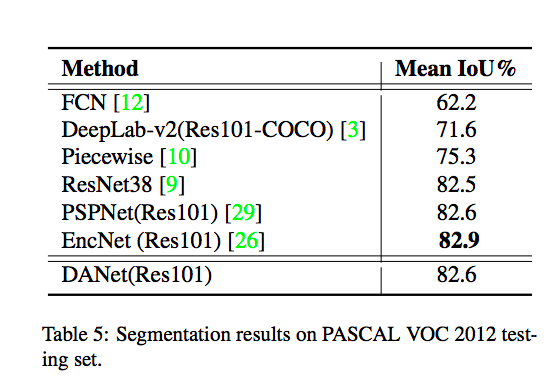 Method Mean IoU%
FCN [12] 62.2
DeepLab-v2(Res101-COCO) [3] 71.6
Piecewise [10] 75.3
ResNet38 [9] 82.5
PSPNet(Res101) [29] 82.6
EncNet (Res101) [26] 82.9
DANet(Res101) 82.6
Table 5: Segmentation results on PASCAL VOC 2012 test-
ing set.